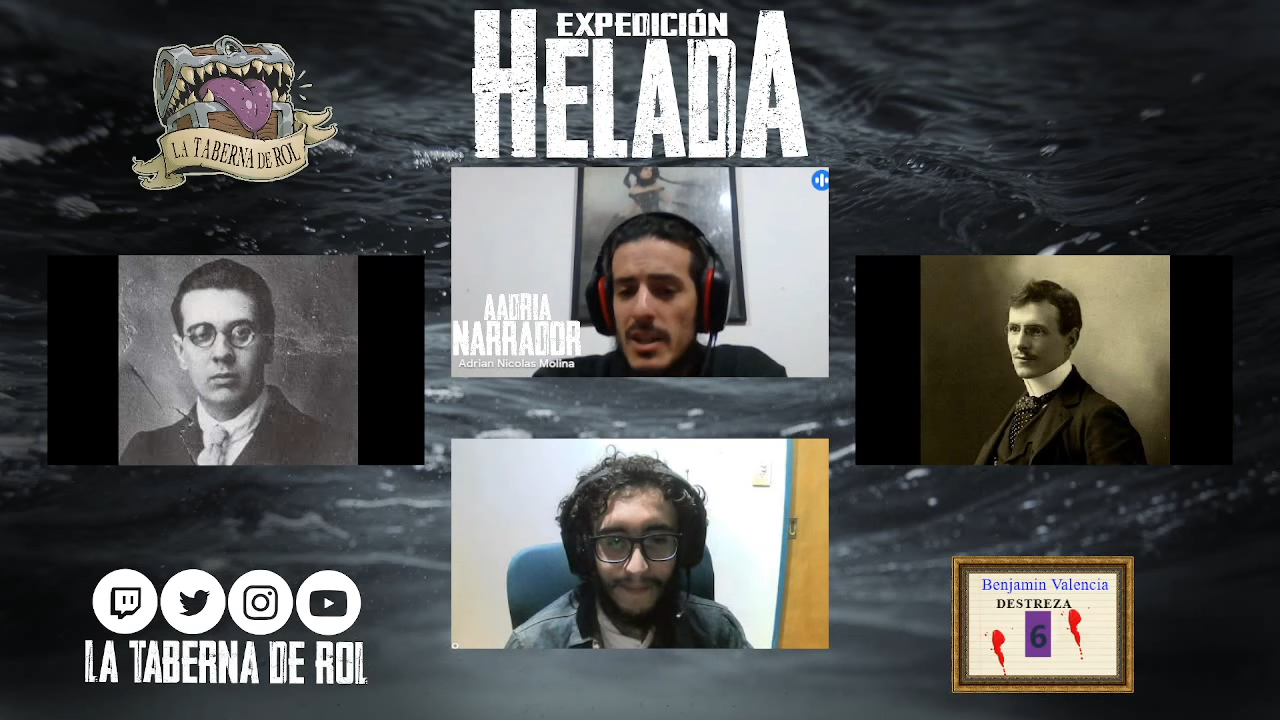 EXPEDICIÓN
HELADA
LA TABERNA DE ROL
AADRIA
NARRADOR
Adrian Nicolas Molina
LA TABERNA DE ROL
Benjamin Valencia
DESTREZA
6